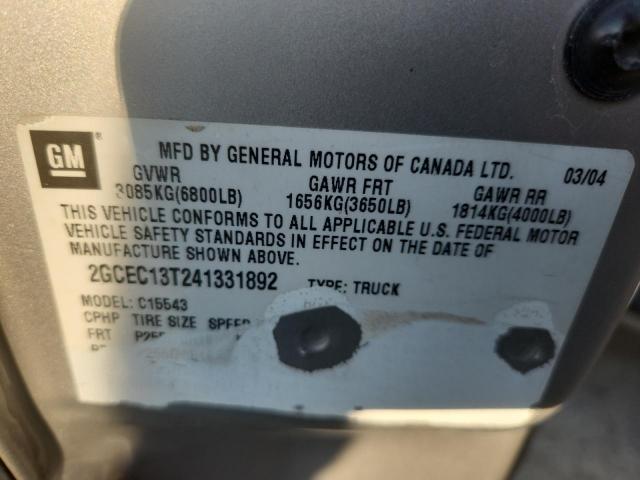 GM ®
MFD BY GENERAL MOTORS OF CANADA LTD. 03/04
GVWR GAWR FRT GAWR RR
3085KG(6800LB) 1656KG(3650LB) 1814KG(4000LB)
THIS VEHICLE CONFORMS TO ALL APPLICABLE U.S. FEDERAL MOTOR
VEHICLE SAFETY STANDARDS IN EFFECT ON THE DATE OF
MANUFACTURE SHOWN ABOVE.
2GCEC13T241331892 TYPE: TRUCK
MODEL: C15543
CPHP TIRE SIZE SPEED
FRT